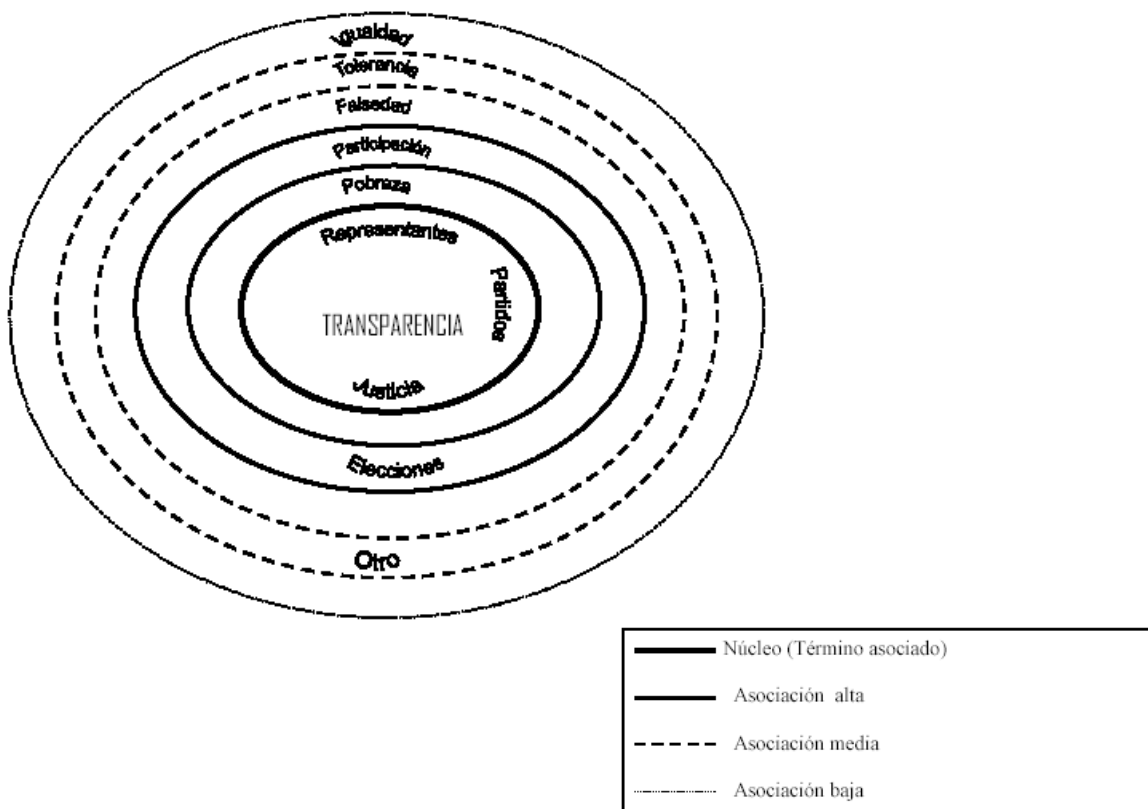 Igualdad
Tolerancia
Falsedad
Participación
Pobraza
Representantes
Partidos
TRANSPARENCIA
Justicia
Elecciones
Otro
Núcleo (Término asociado)
Asociación alta
Asociación media
Asociación baja